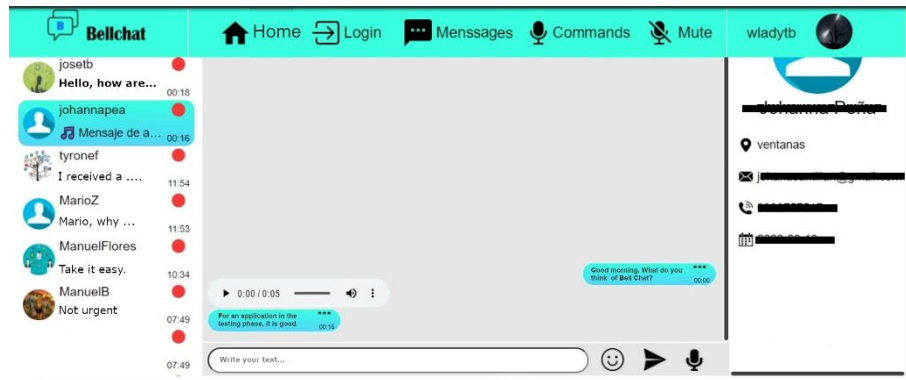 B
Bellchat
Home
Login
Menssages
Commands
Mute
wladytb
josetb
Hello, how are...
00:18
johannapea
Mensaje de a...
00:16
tyronef
I received a ....
11:54
MarioZ
Mario, why ...
11:53
ManuelFlores
Take it easy.
10:34
ManuelB
Not urgent
07:49
07:49
Good morning. What do you
think of Bell Chat?
00:00
0:00 / 0:05
For an application in the
testing phase, it is good.
00:16
Write your text...
ventanas